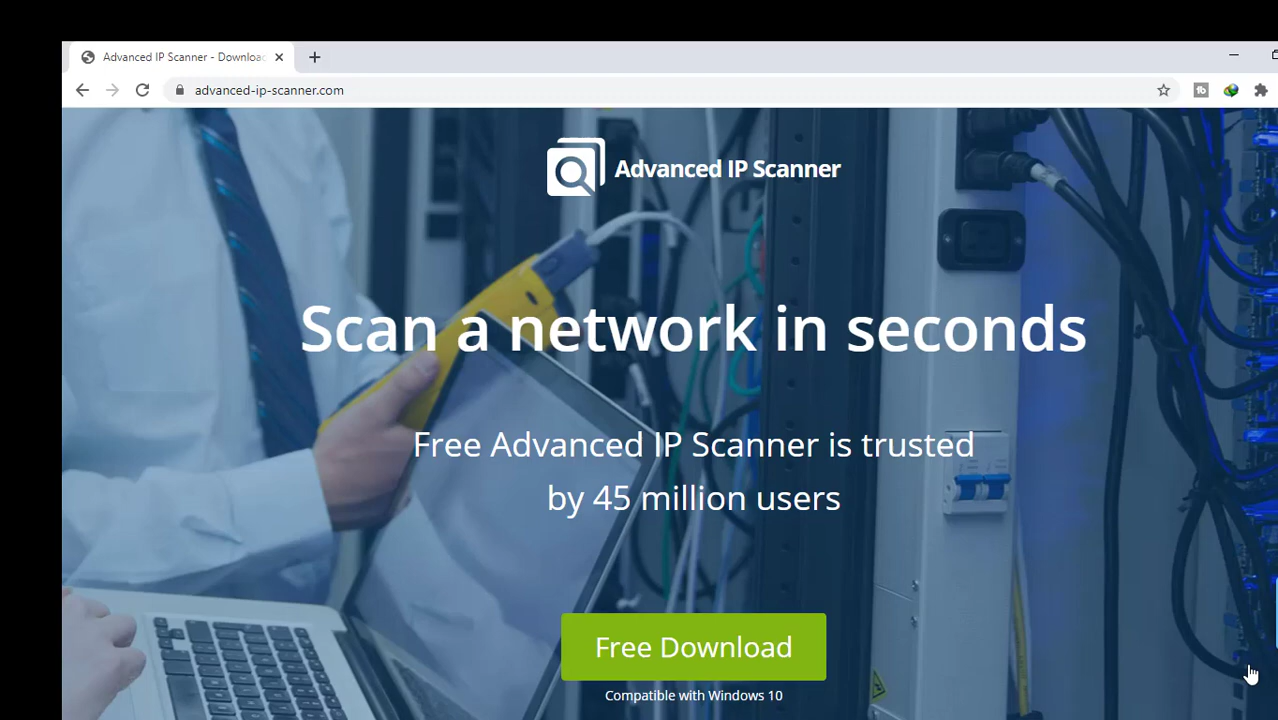 Advanced IP Scanner - Downloa
advanced-ip-scanner.com
Advanced IP Scanner
Scan a network in seconds
Free Advanced IP Scanner is trusted
by 45 million users
Free Download
Compatible with Windows 10